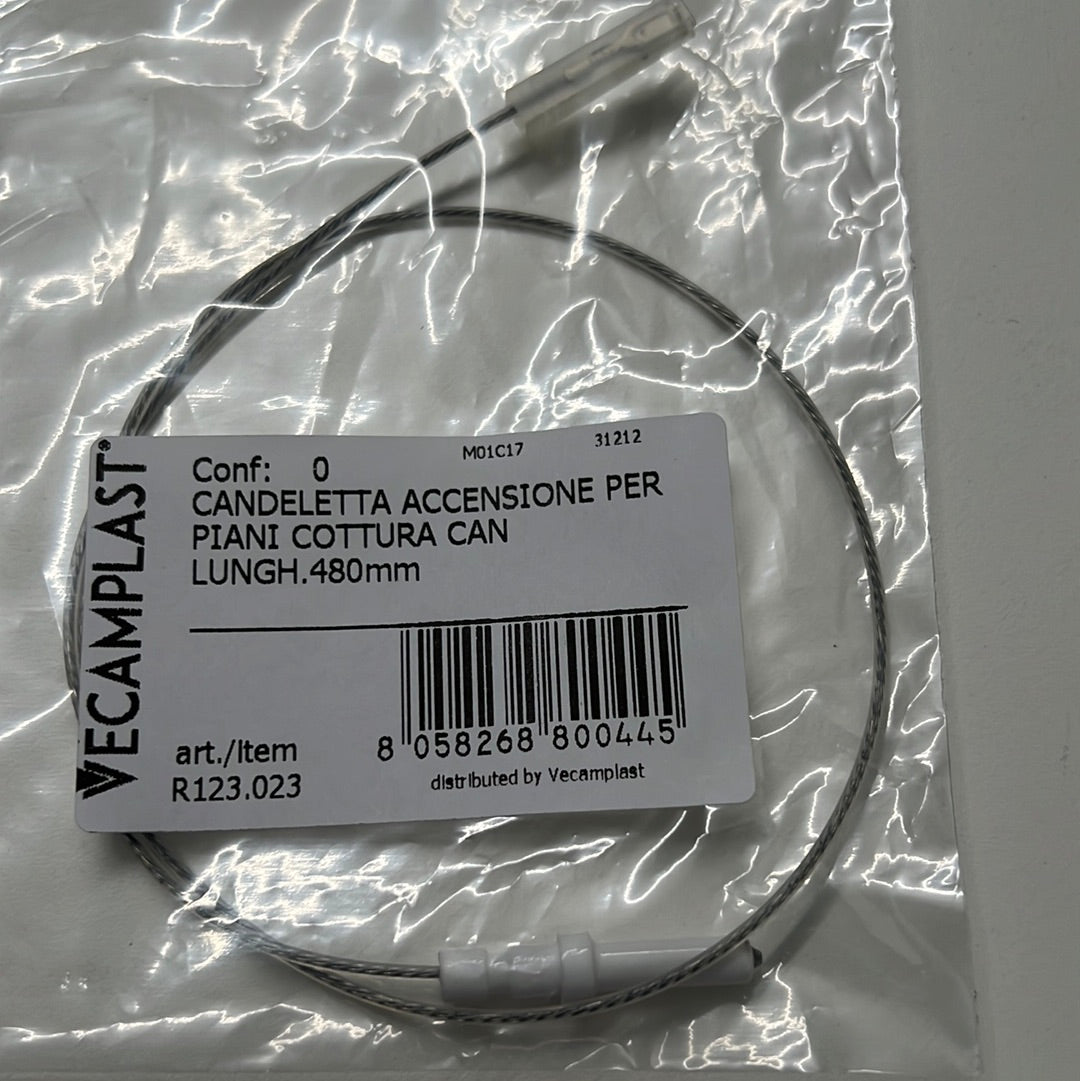 VECAMPLAST®
M01C17 31212
Conf: 0
CANDELETTA ACCENSIONE PER
PIANI COTTURA CAN
LUNGH.480mm
8 058268 800445
art./item
R123.023
distributed by Vecamplast